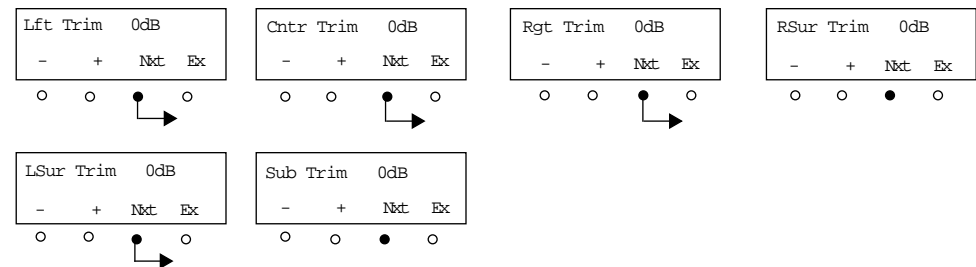 Lft Trim 0dB
- + Nxt Ex
Cntr Trim 0dB
- + Nxt Ex
Rgt Trim 0dB
- + Nxt Ex
RSur Trim 0dB
- + Nxt Ex
LSur Trim 0dB
- + Nxt Ex
Sub Trim 0dB
- + Nxt Ex